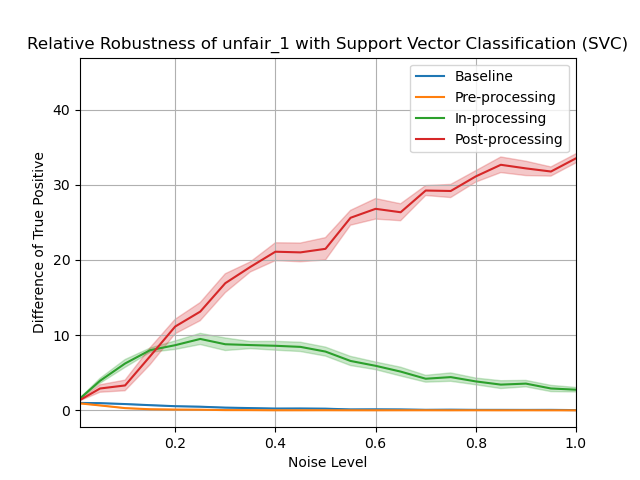 Relative Robustness of unfair_1 with Support Vector Classification (SVC)
Baseline
Pre-processing
In-processing
Post-processing
Difference of True Positive
40
30
20
10
0
0.2
0.4
0.6
0.8
1.0
Noise Level